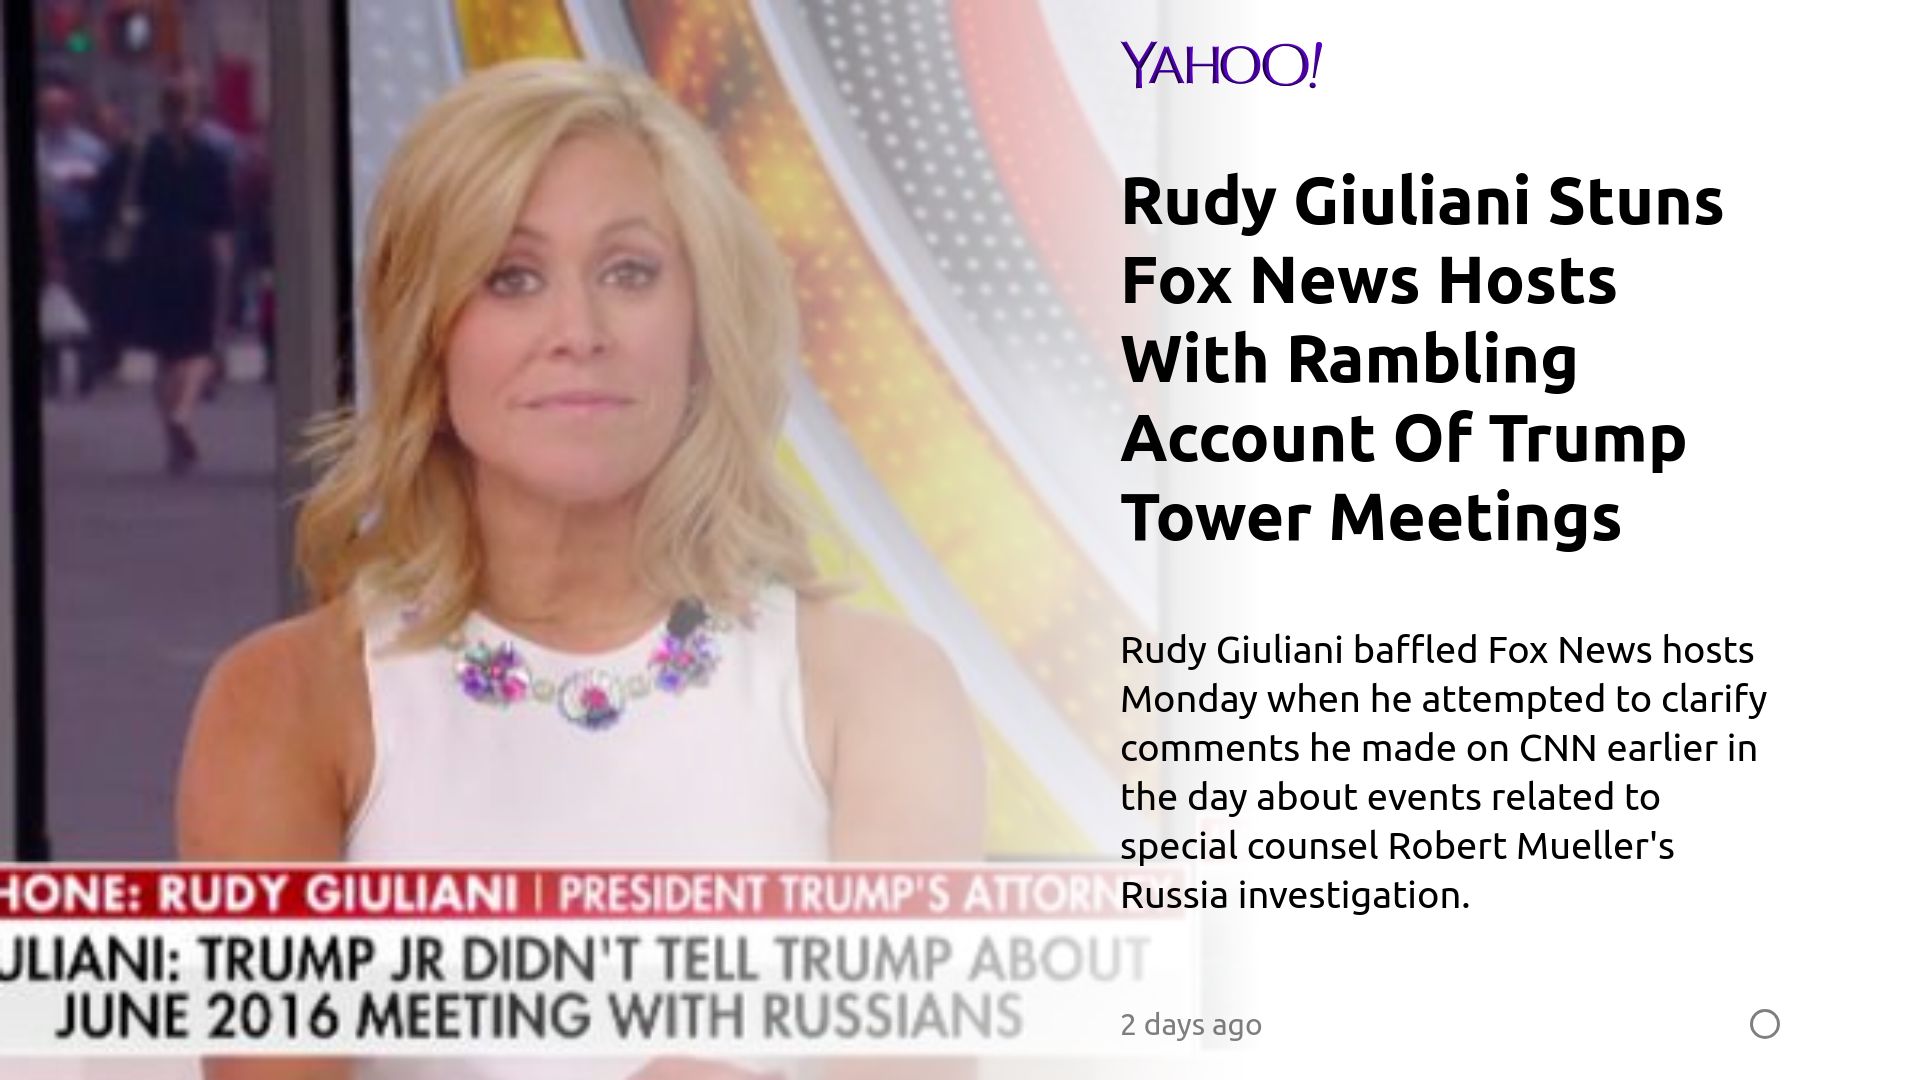 YAHOO!
Rudy Giuliani Stuns
Fox News Hosts
With Rambling
Account Of Trump
Tower Meetings
Rudy Giuliani baffled Fox News hosts
Monday when he attempted to clarify
comments he made on CNN earlier in
the day about events related to
special counsel Robert Mueller's
Russia investigation.
2 days ago
HONE: RUDY GIULIANI | PRESIDENT TRUMP'S ATTORNEY
ULIANI: TRUMP JR DIDN'T TELL TRUMP ABOUT
JUNE 2016 MEETING WITH RUSSIANS